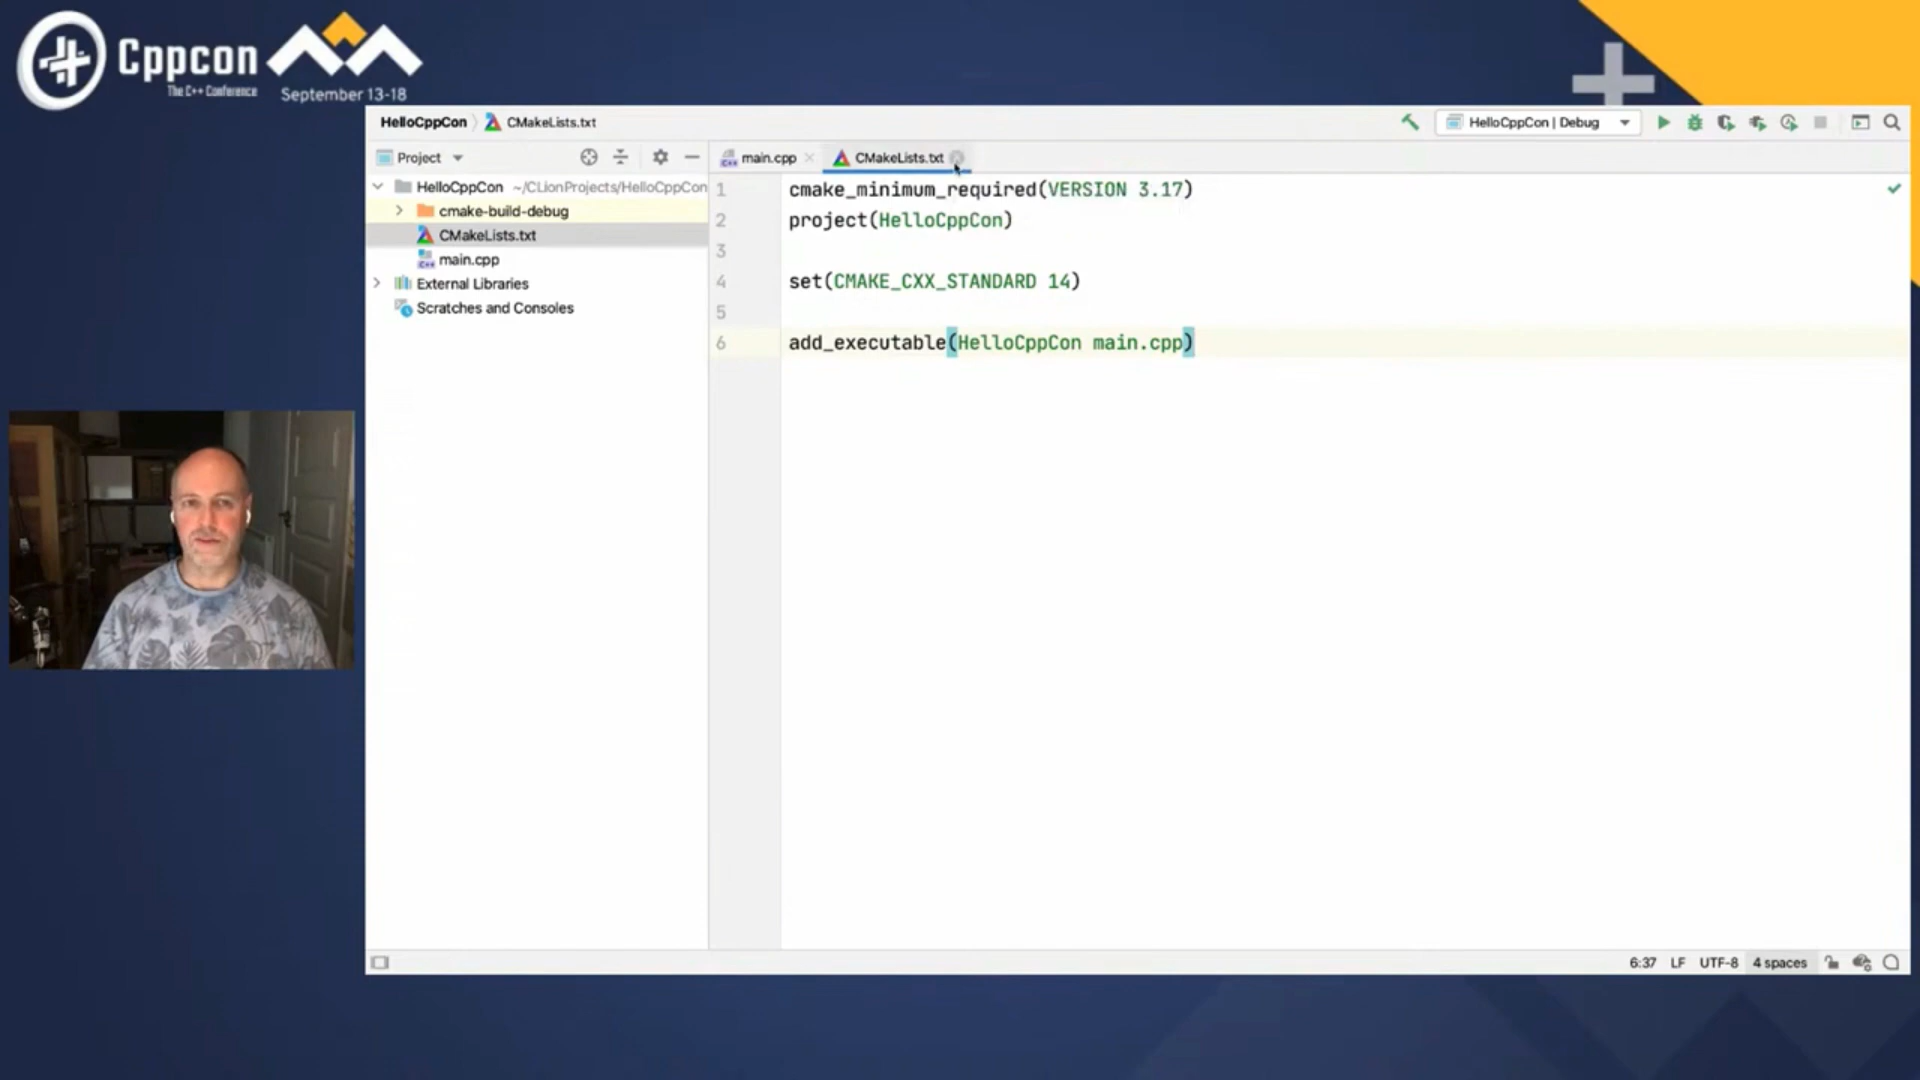 Cppcon
The C++ Conference
September 13-18
HelloCppCon
CMakeLists.txt
HelloCppCon | Debug
Project
main.cpp
CMakeLists.txt
HelloCppCon ~/CLionProjects/HelloCppCon
cmake-build-debug
CMakeLists.txt
main.cpp
External Libraries
Scratches and Consoles
1 cmake_minimum_required(VERSION 3.17)
2 project(HelloCppCon)
3
4 set(CMAKE_CXX_STANDARD 14)
5
6 add_executable(HelloCppCon main.cpp)
6:37 LF UTF-8 4 spaces